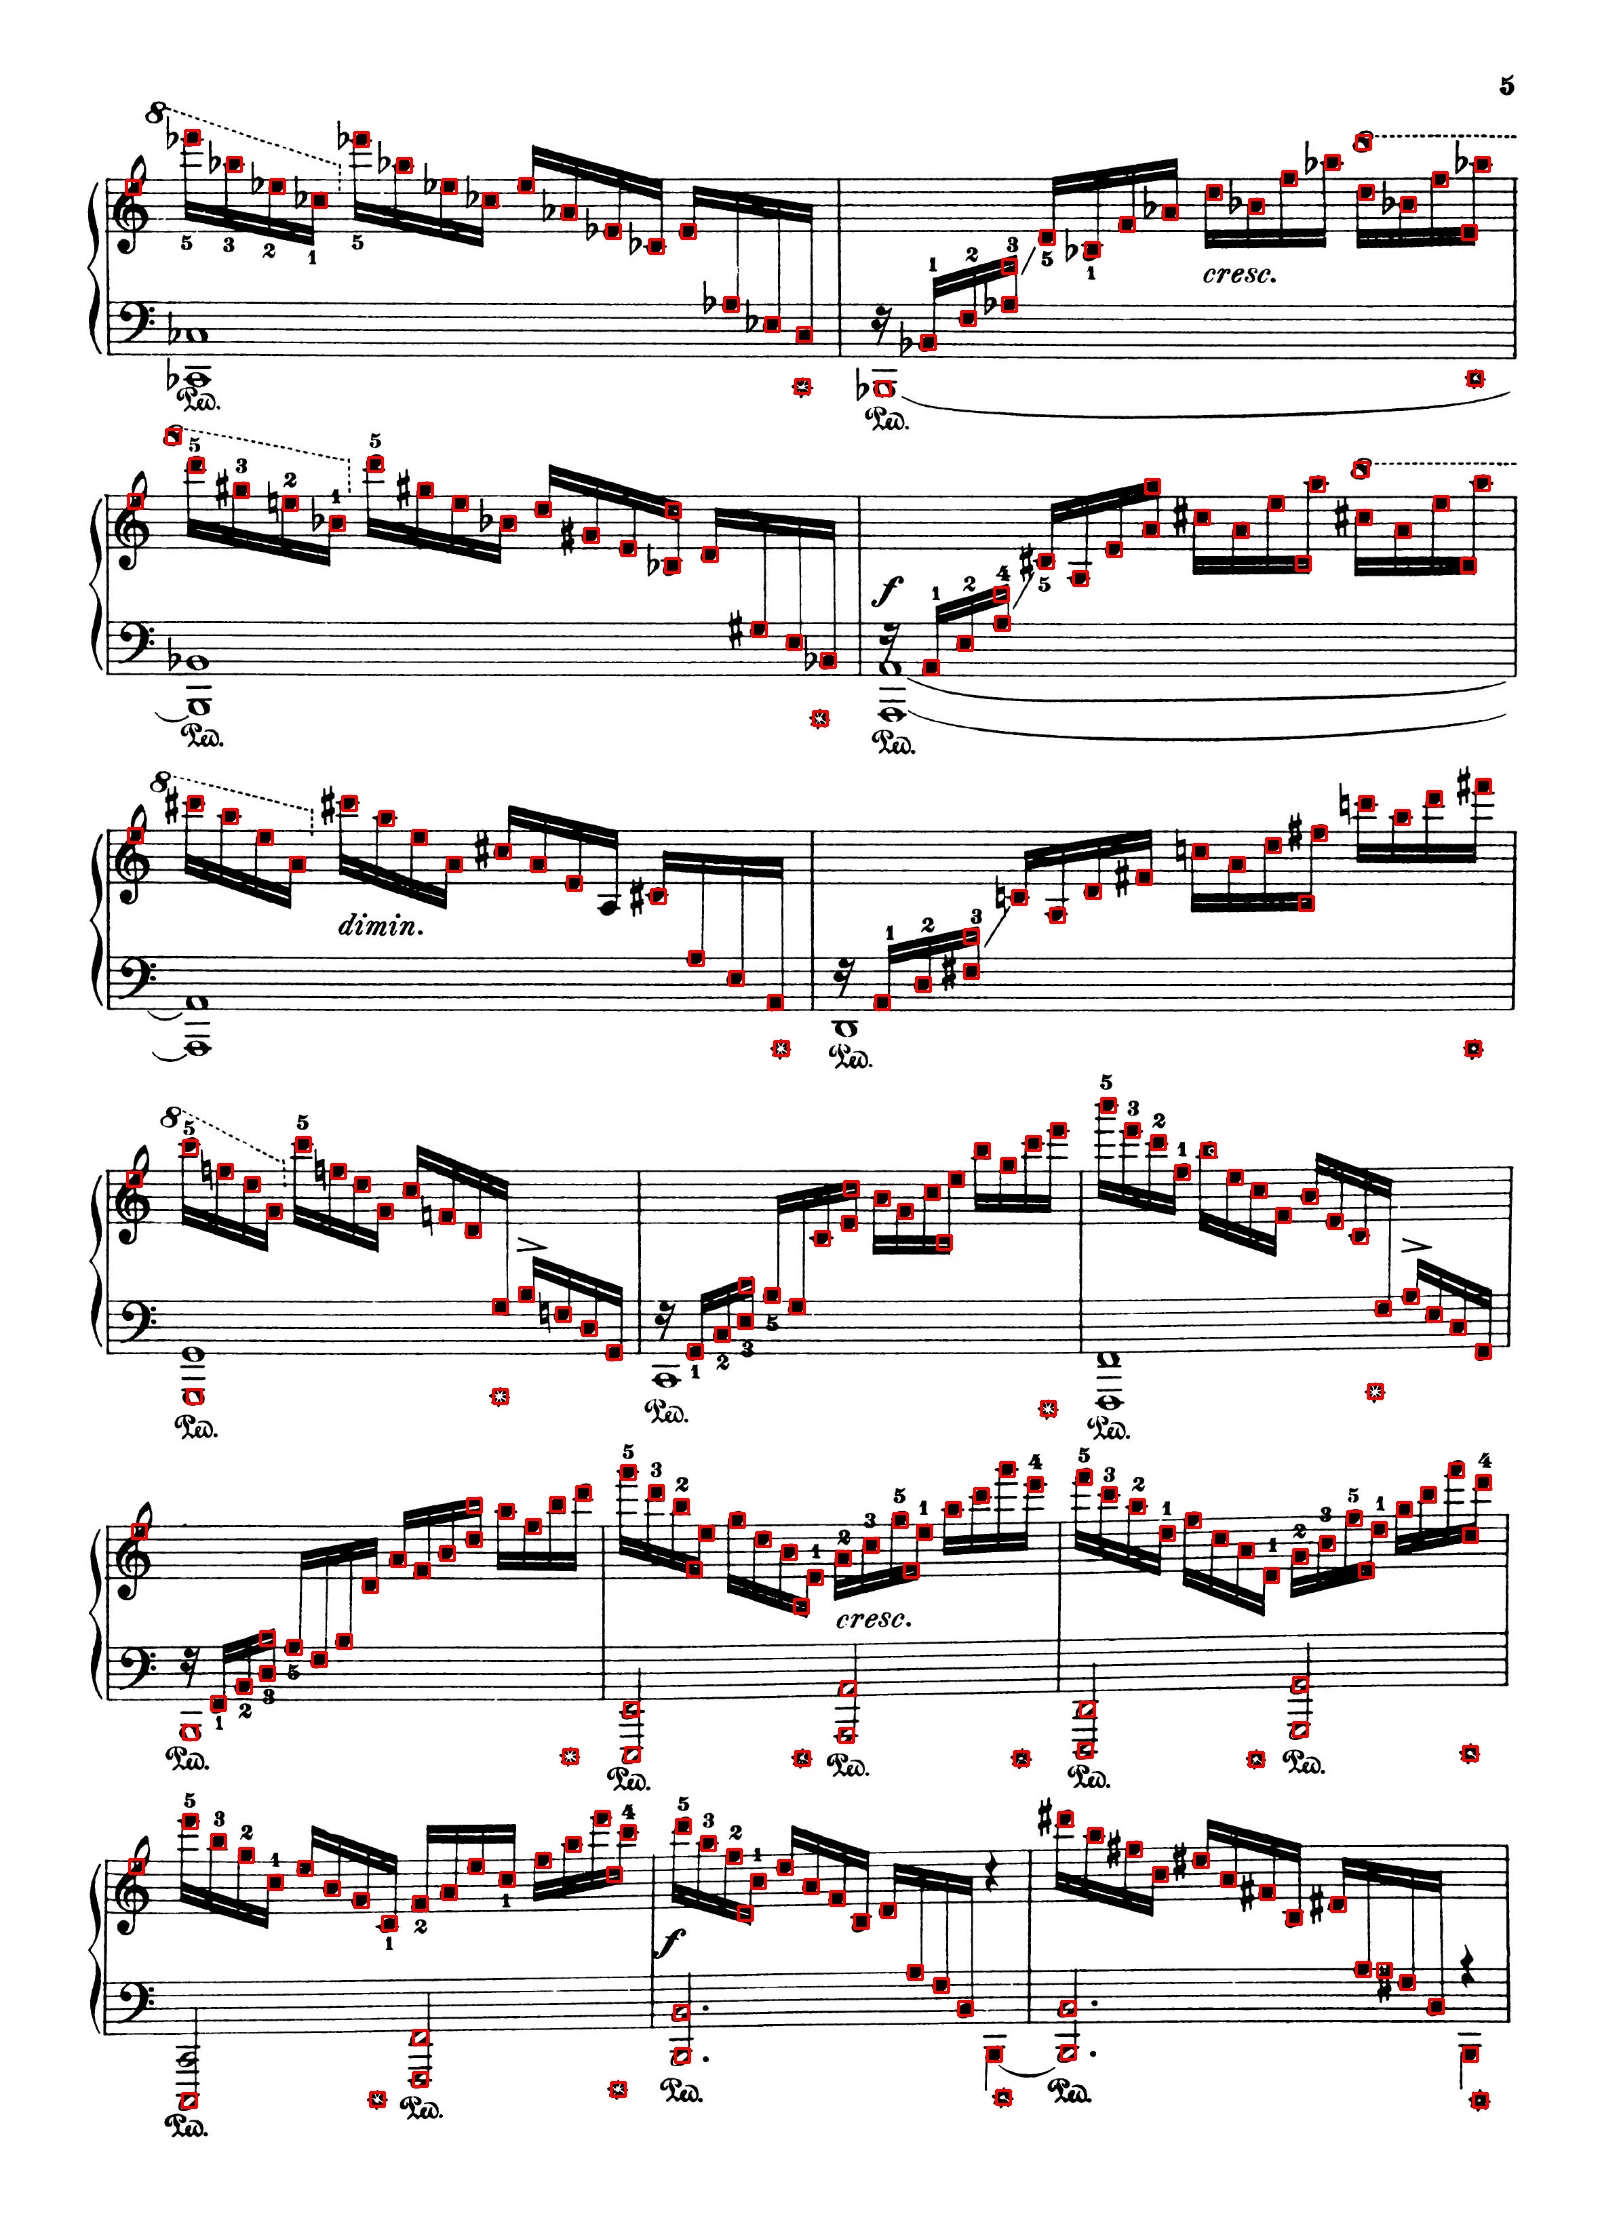 5
8
5 3 2 1 5 1 2 3 5 1
cresc.
Ped. Ped.
8
5 3 2 1 5
f 1 2 4 5
Ped. Ped.
8
dimin.
1 2 3
Ped.
8
5 5 5 3 2 1
1 2 3 5
Ped. Ped. Ped.
5 3 2 1 2 3 5 1 4 5 3 2 1 1 2 3 5 1 4
1 2 3 5
cresc.
Ped. Ped. Ped. Ped. Ped.
5 3 2 1 4 5 3 2 1
1 2 1
f
Ped. Ped. Ped. Ped.